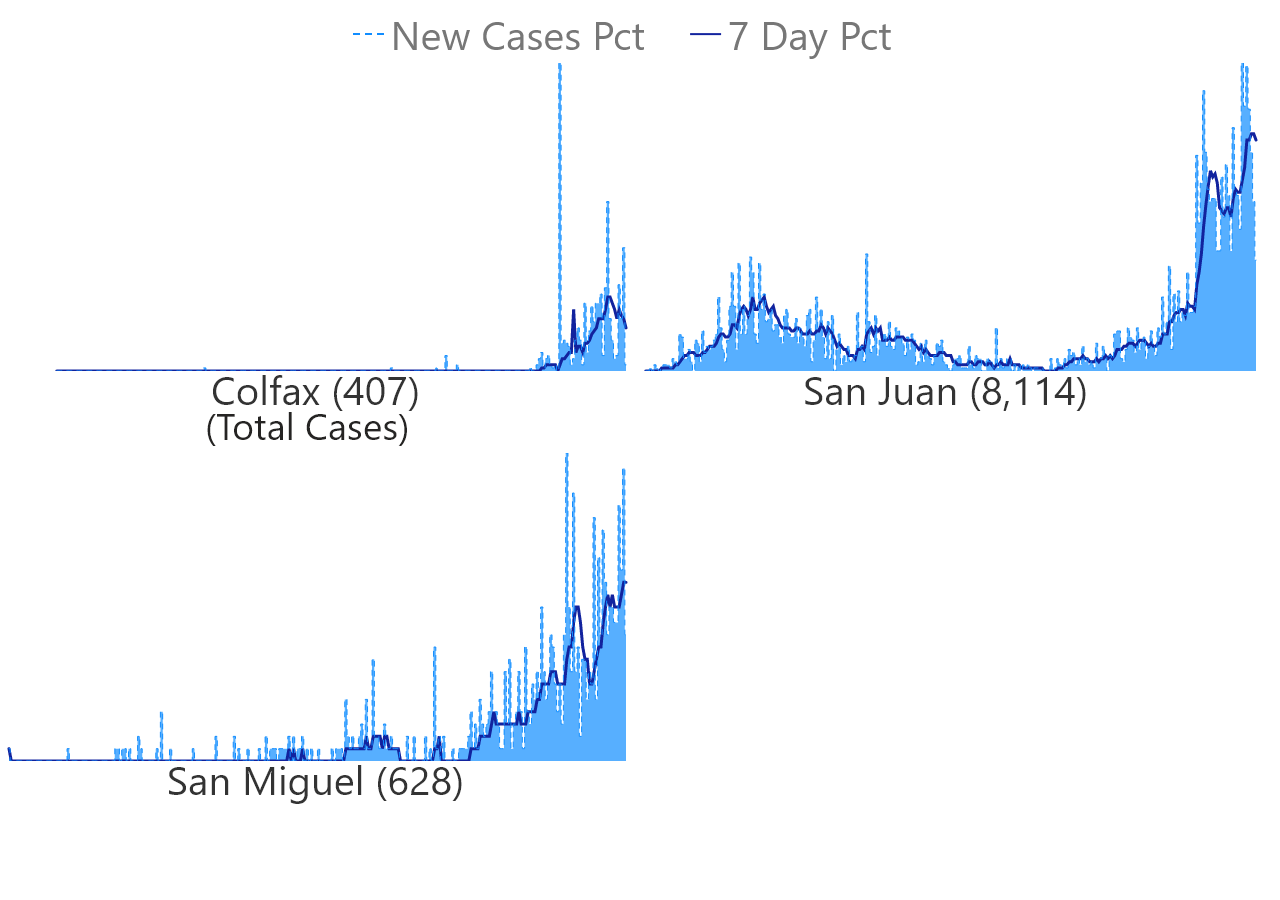 New Cases Pct 7 Day Pct
Colfax (407)
(Total Cases)
San Juan (8,114)
San Miguel (628)